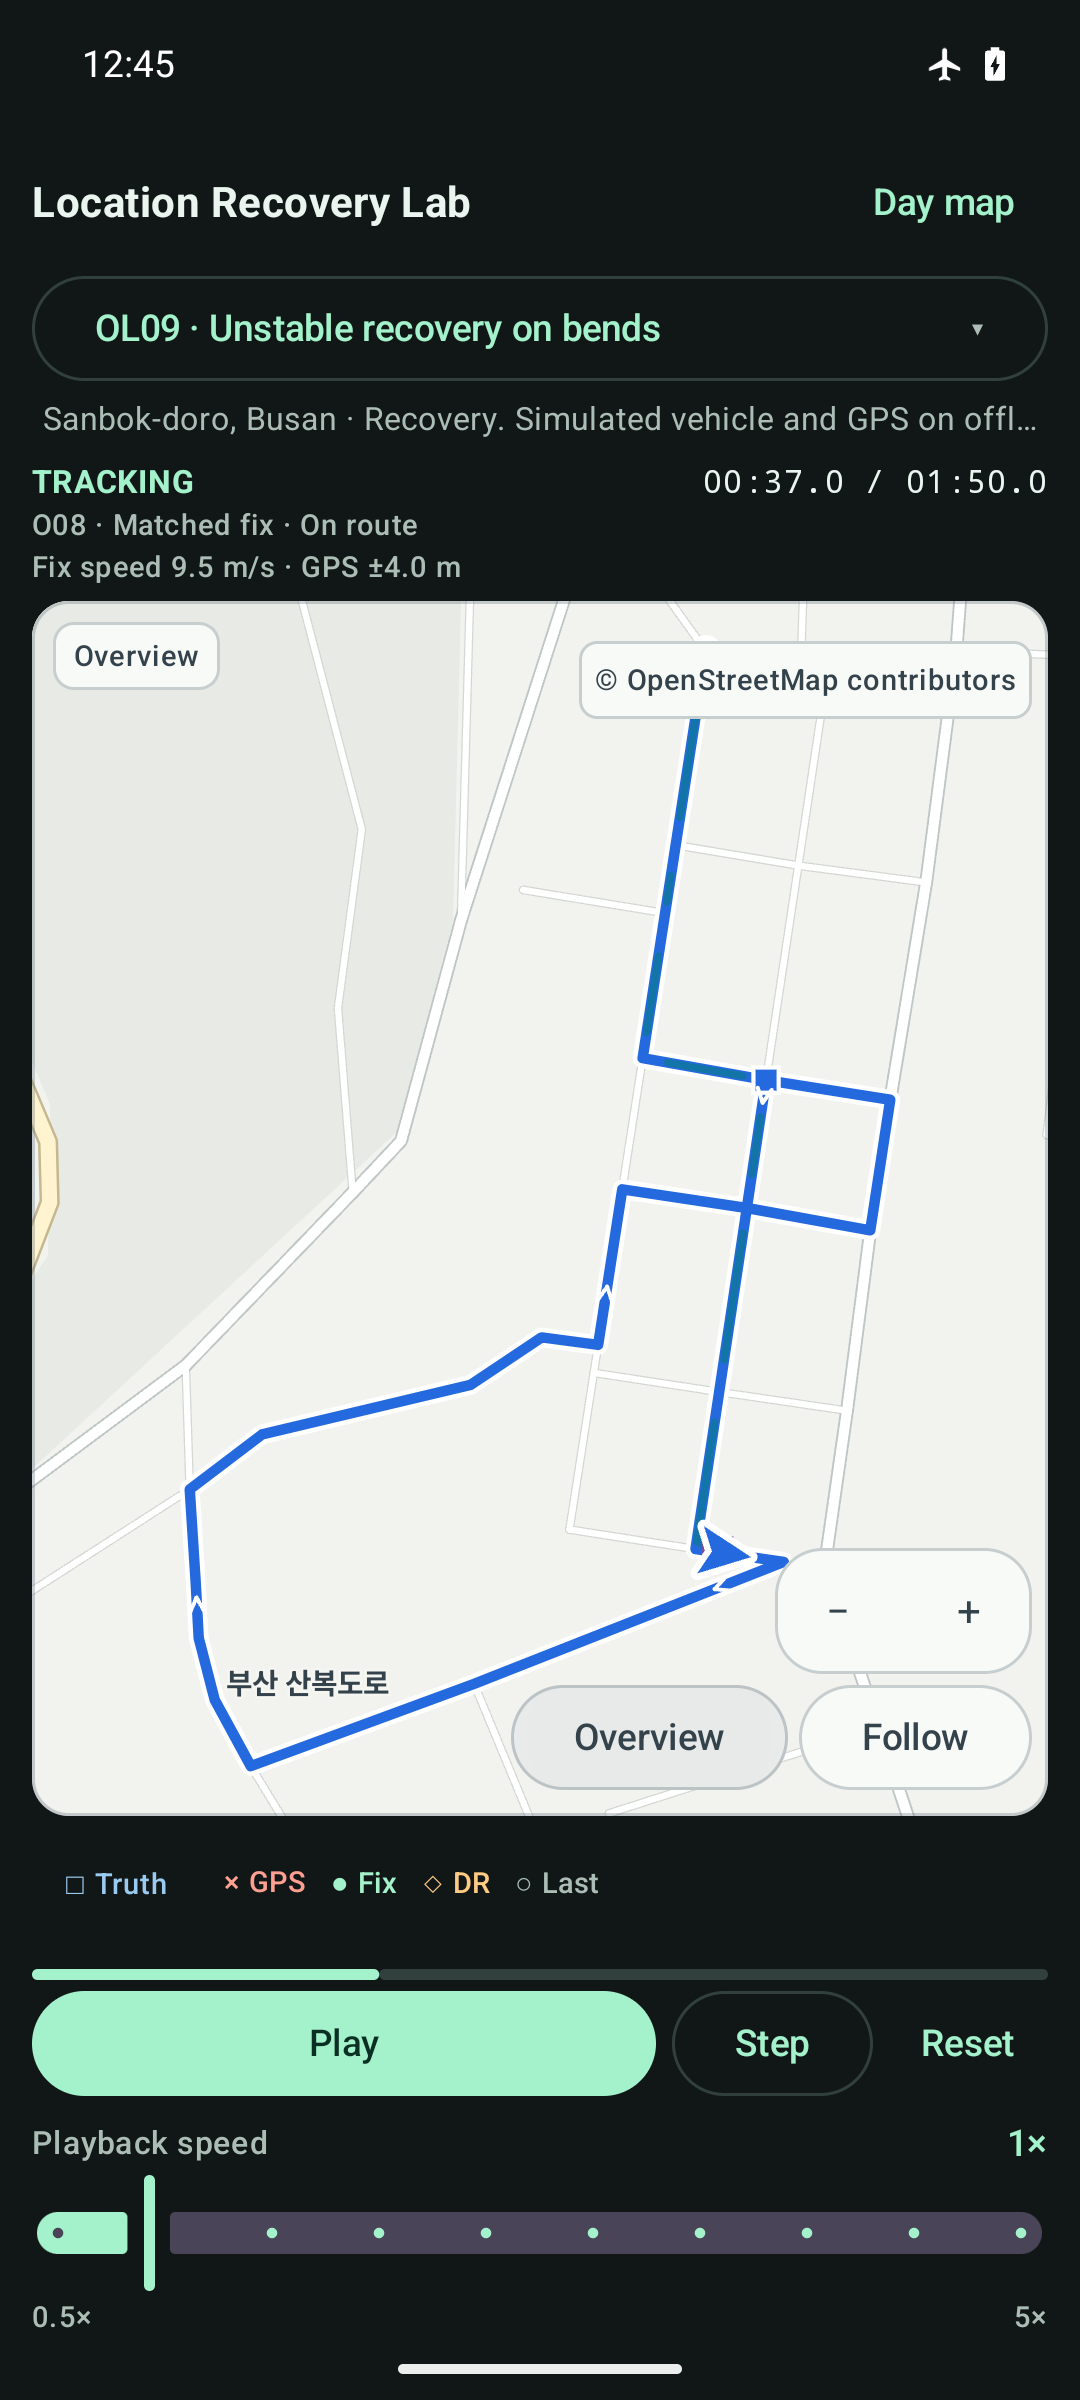 12:45
Location Recovery Lab
Day map
OL09 · Unstable recovery on bends
Sanbok-doro, Busan · Recovery. Simulated vehicle and GPS on offl…
TRACKING
00:37.0 / 01:50.0
O08 · Matched fix · On route
Fix speed 9.5 m/s · GPS ±4.0 m
Overview
© OpenStreetMap contributors
부산 산복도로
− +
Overview
Follow
□ Truth × GPS ● Fix ◇ DR ○ Last
Play
Step
Reset
Playback speed
1×
0.5×
5×